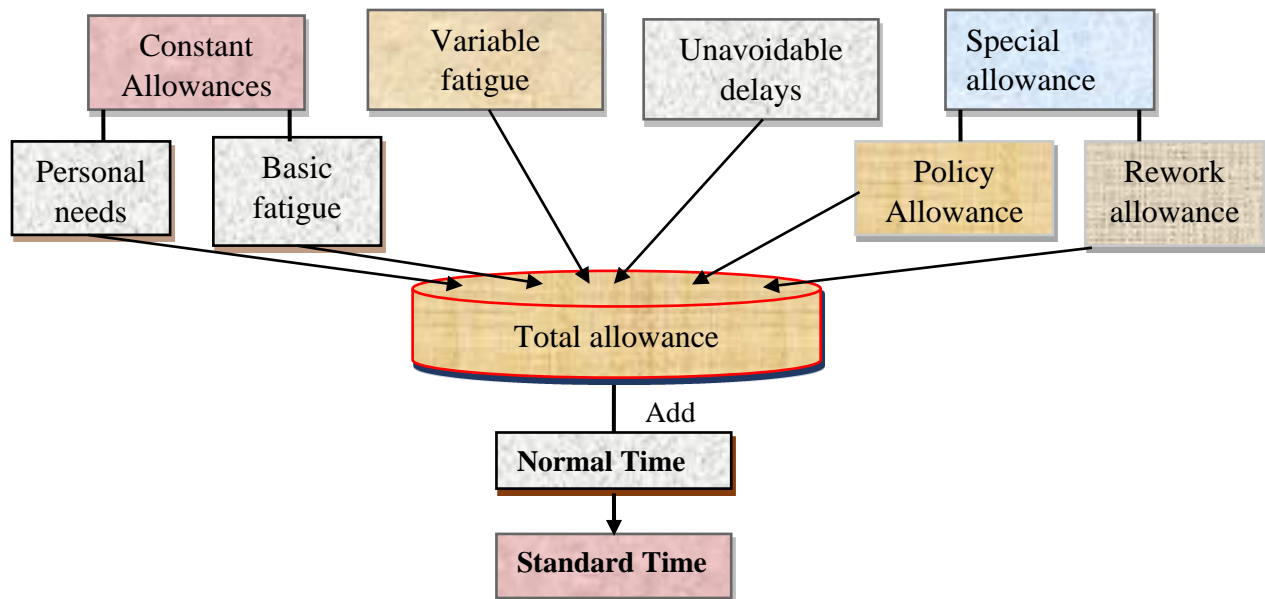 Constant
Allowances
Variable
fatigue
Unavoidable
delays
Special
allowance
Personal
needs
Basic
fatigue
Policy
Allowance
Rework
allowance
Total allowance
Add
Normal Time
Standard Time